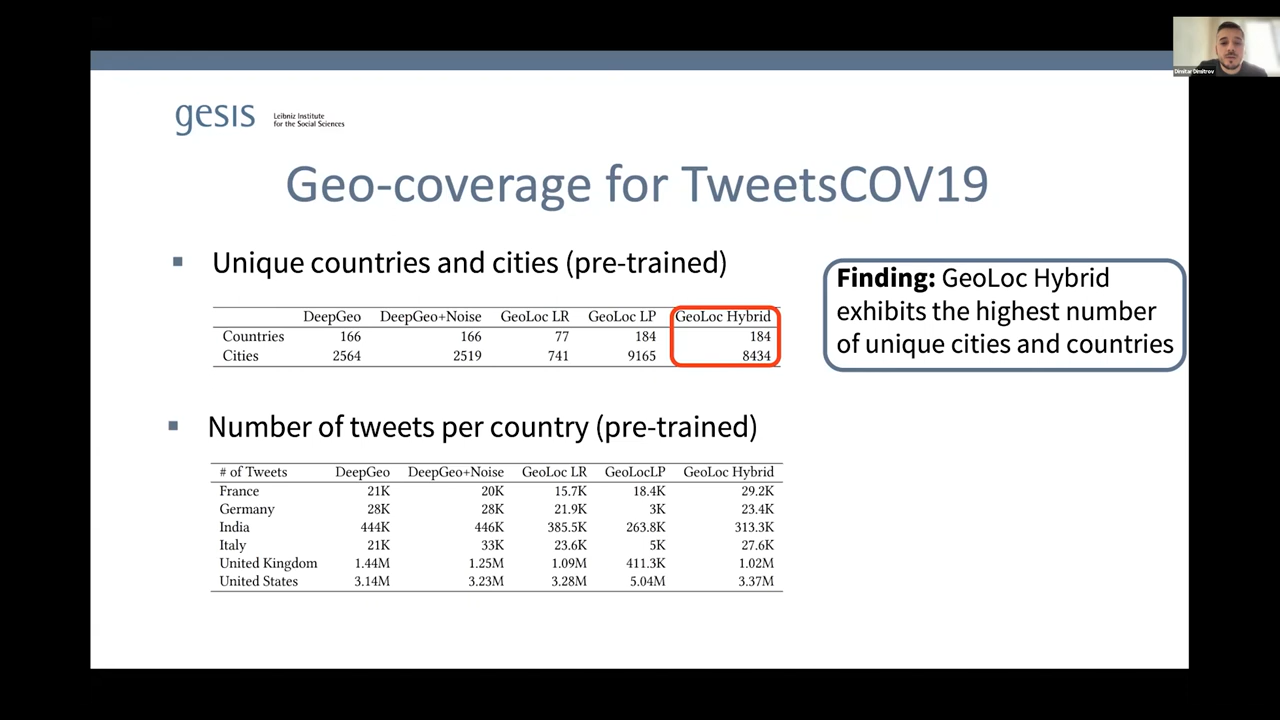 Dimitar Dimitrov
gesis
Leibniz Institute
for the Social Sciences
Geo-coverage for TweetsCOV19
▪ Unique countries and cities (pre-trained)
DeepGeo DeepGeo+Noise GeoLoc LR GeoLoc LP GeoLoc Hybrid
Countries 166 166 77 184 184
Cities 2564 2519 741 9165 8434
Finding: GeoLoc Hybrid
exhibits the highest number
of unique cities and countries
▪ Number of tweets per country (pre-trained)
# of Tweets DeepGeo DeepGeo+Noise GeoLoc LR GeoLocLP GeoLoc Hybrid
France 21K 20K 15.7K 18.4K 29.2K
Germany 28K 28K 21.9K 3K 23.4K
India 444K 446K 385.5K 263.8K 313.3K
Italy 21K 33K 23.6K 5K 27.6K
United Kingdom 1.44M 1.25M 1.09M 411.3K 1.02M
United States 3.14M 3.23M 3.28M 5.04M 3.37M